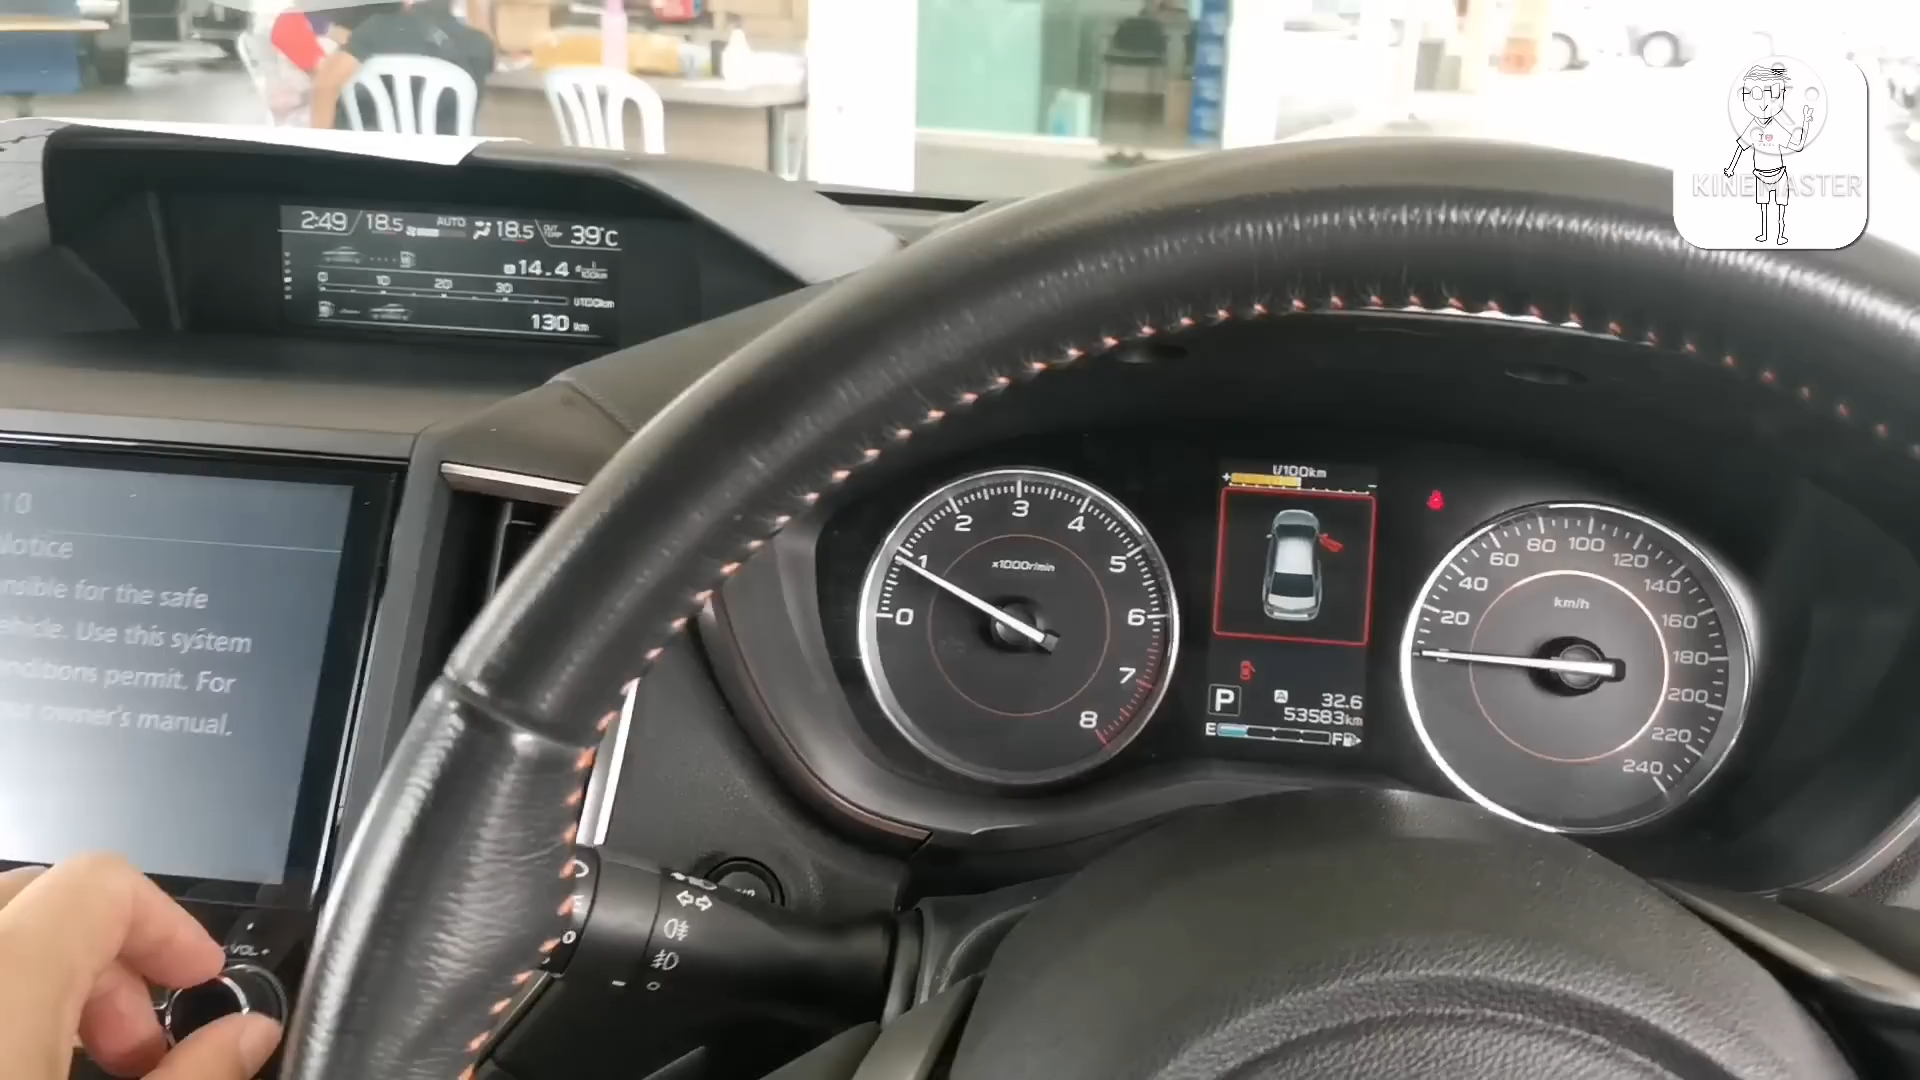 2:49 18.5 AUTO 18.5 OUT TEMP 39°C
14.4
0 10 20 30
l/100km
130 km
10
Notice
nsible for the safe
ehicle. Use this system
nditions permit. For
owner's manual.
VOL +
0 1 2 3 4 5 6 7 8
x1000r/min
l/100km
+ -
P
A 32.6
53583km
E F
20 40 60 80 100 120 140 160 180 200 220 240
km/h
KINEMASTER